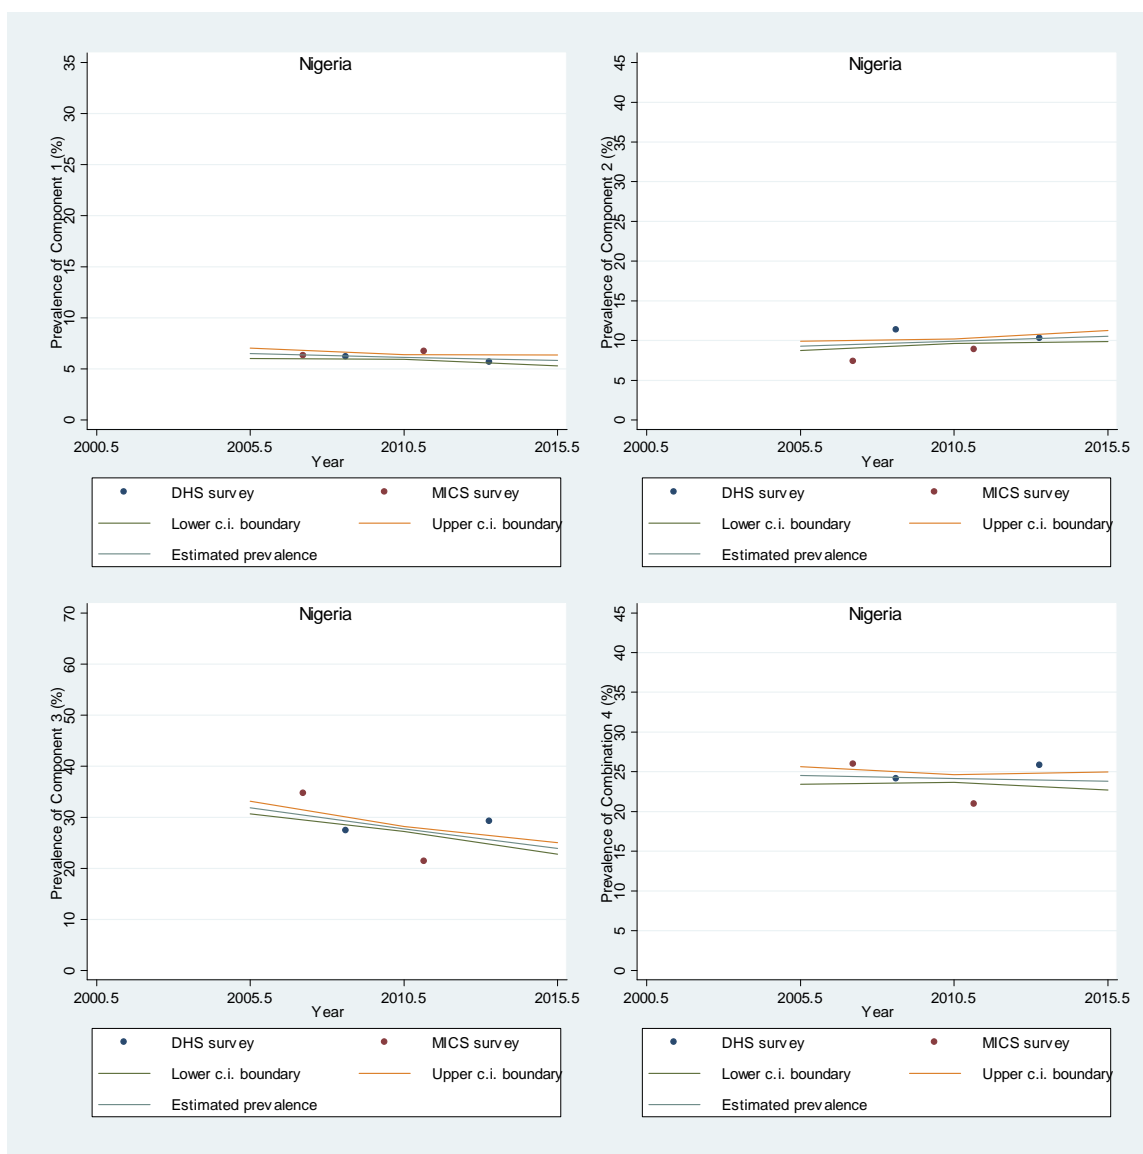 Nigeria
Prevalence of Component 1 (%)
35
30
25
20
15
10
5
0
2000.5 2005.5 2010.5 2015.5
Year
DHS survey MICS survey
Lower c.i. boundary Upper c.i. boundary
Estimated prevalence
Nigeria
Prevalence of Component 2 (%)
45
40
35
30
25
20
15
10
5
0
2000.5 2005.5 2010.5 2015.5
Year
DHS survey MICS survey
Lower c.i. boundary Upper c.i. boundary
Estimated prevalence
Nigeria
Prevalence of Component 3 (%)
70
60
50
40
30
20
10
0
2000.5 2005.5 2010.5 2015.5
Year
DHS survey MICS survey
Lower c.i. boundary Upper c.i. boundary
Estimated prevalence
Nigeria
Prevalence of Combination 4 (%)
45
40
35
30
25
20
15
10
5
0
2000.5 2005.5 2010.5 2015.5
Year
DHS survey MICS survey
Lower c.i. boundary Upper c.i. boundary
Estimated prevalence